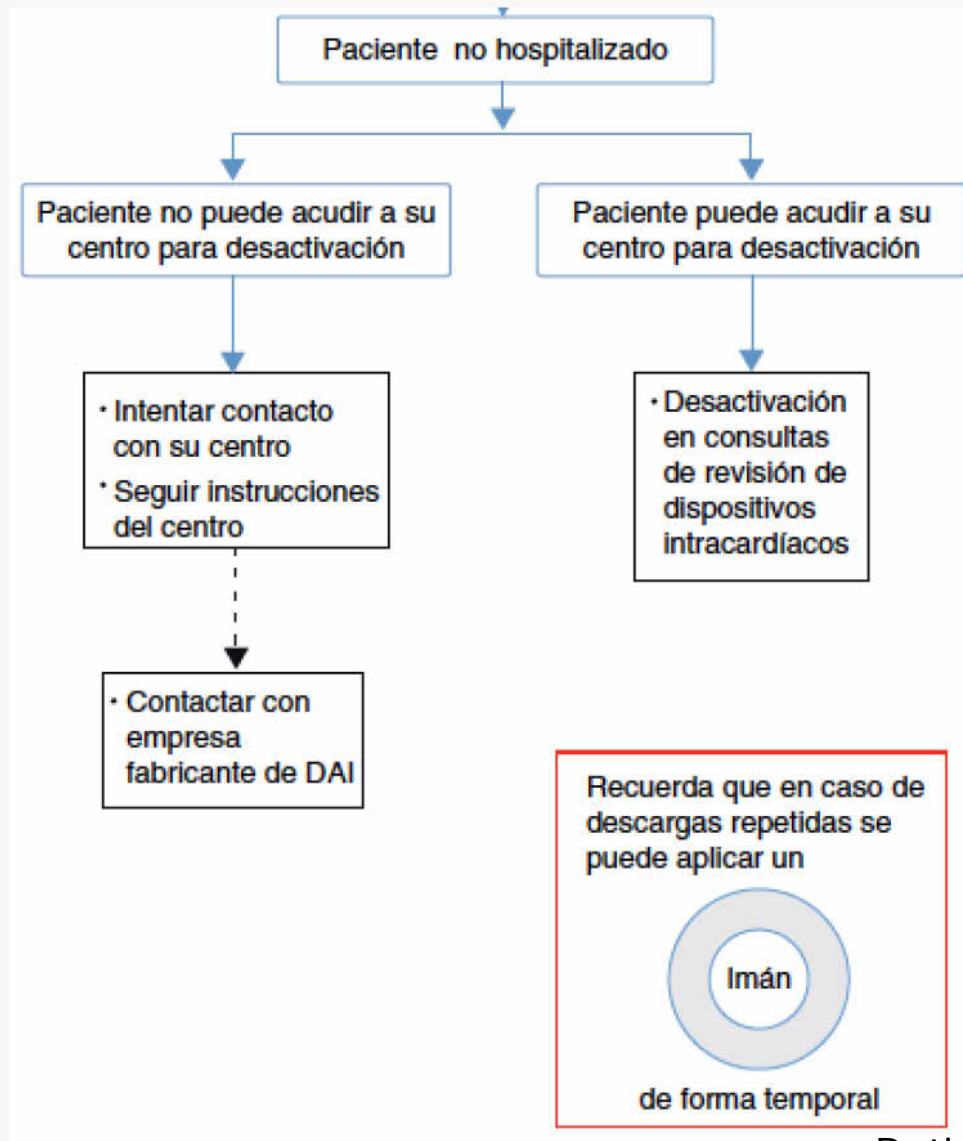 Paciente no hospitalizado
Paciente no puede acudir a su
centro para desactivación
Paciente puede acudir a su
centro para desactivación
· Intentar contacto
con su centro
· Seguir instrucciones
del centro
· Desactivación
en consultas
de revisión de
dispositivos
intracardíacos
· Contactar con
empresa
fabricante de DAI
Recuerda que en caso de
descargas repetidas se
puede aplicar un
Imán
de forma temporal